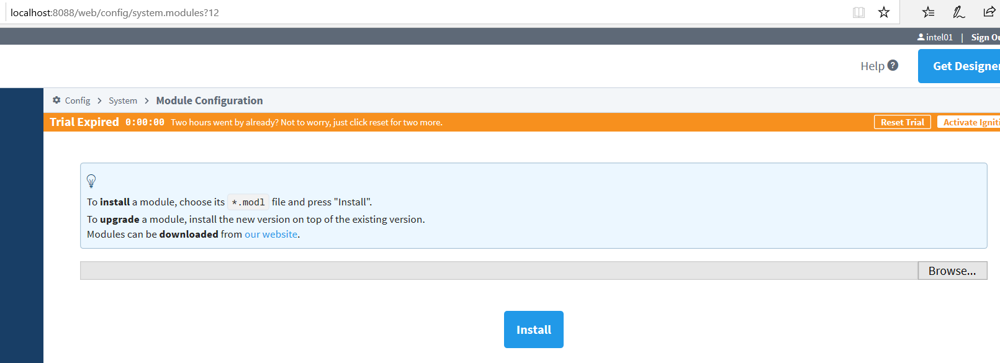 localhost:8088/web/config/system.modules?12
intel01 | Sign Ou
Help ?
Get Designer
Config > System > Module Configuration
Trial Expired 0:00:00 Two hours went by already? Not to worry, just click reset for two more.
Reset Trial
Activate Igniti
To install a module, choose its *.modl file and press "Install".
To upgrade a module, install the new version on top of the existing version.
Modules can be downloaded from our website.
Browse...
Install